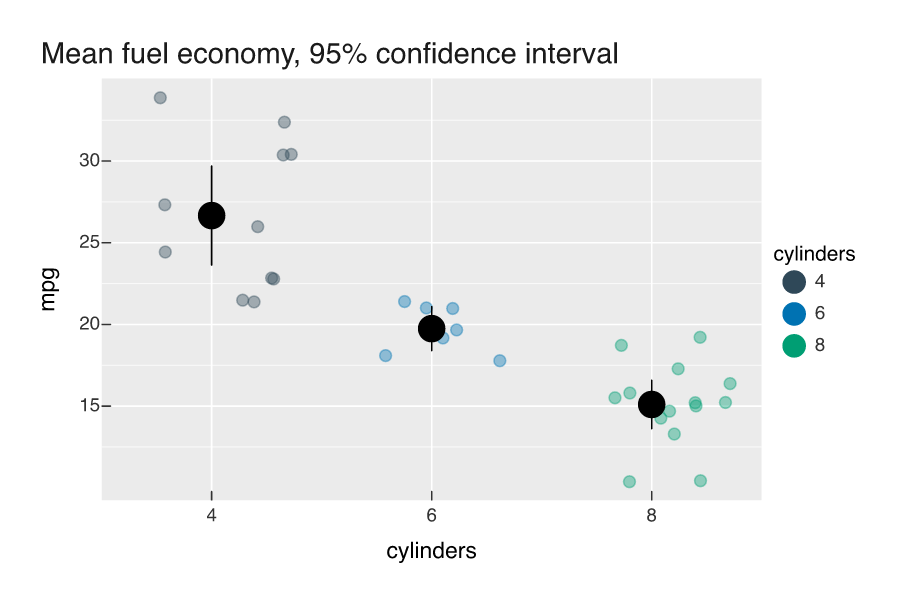 Mean fuel economy, 95% confidence interval
30
25
20
15
mpg
4
6
8
cylinders
cylinders
4
6
8